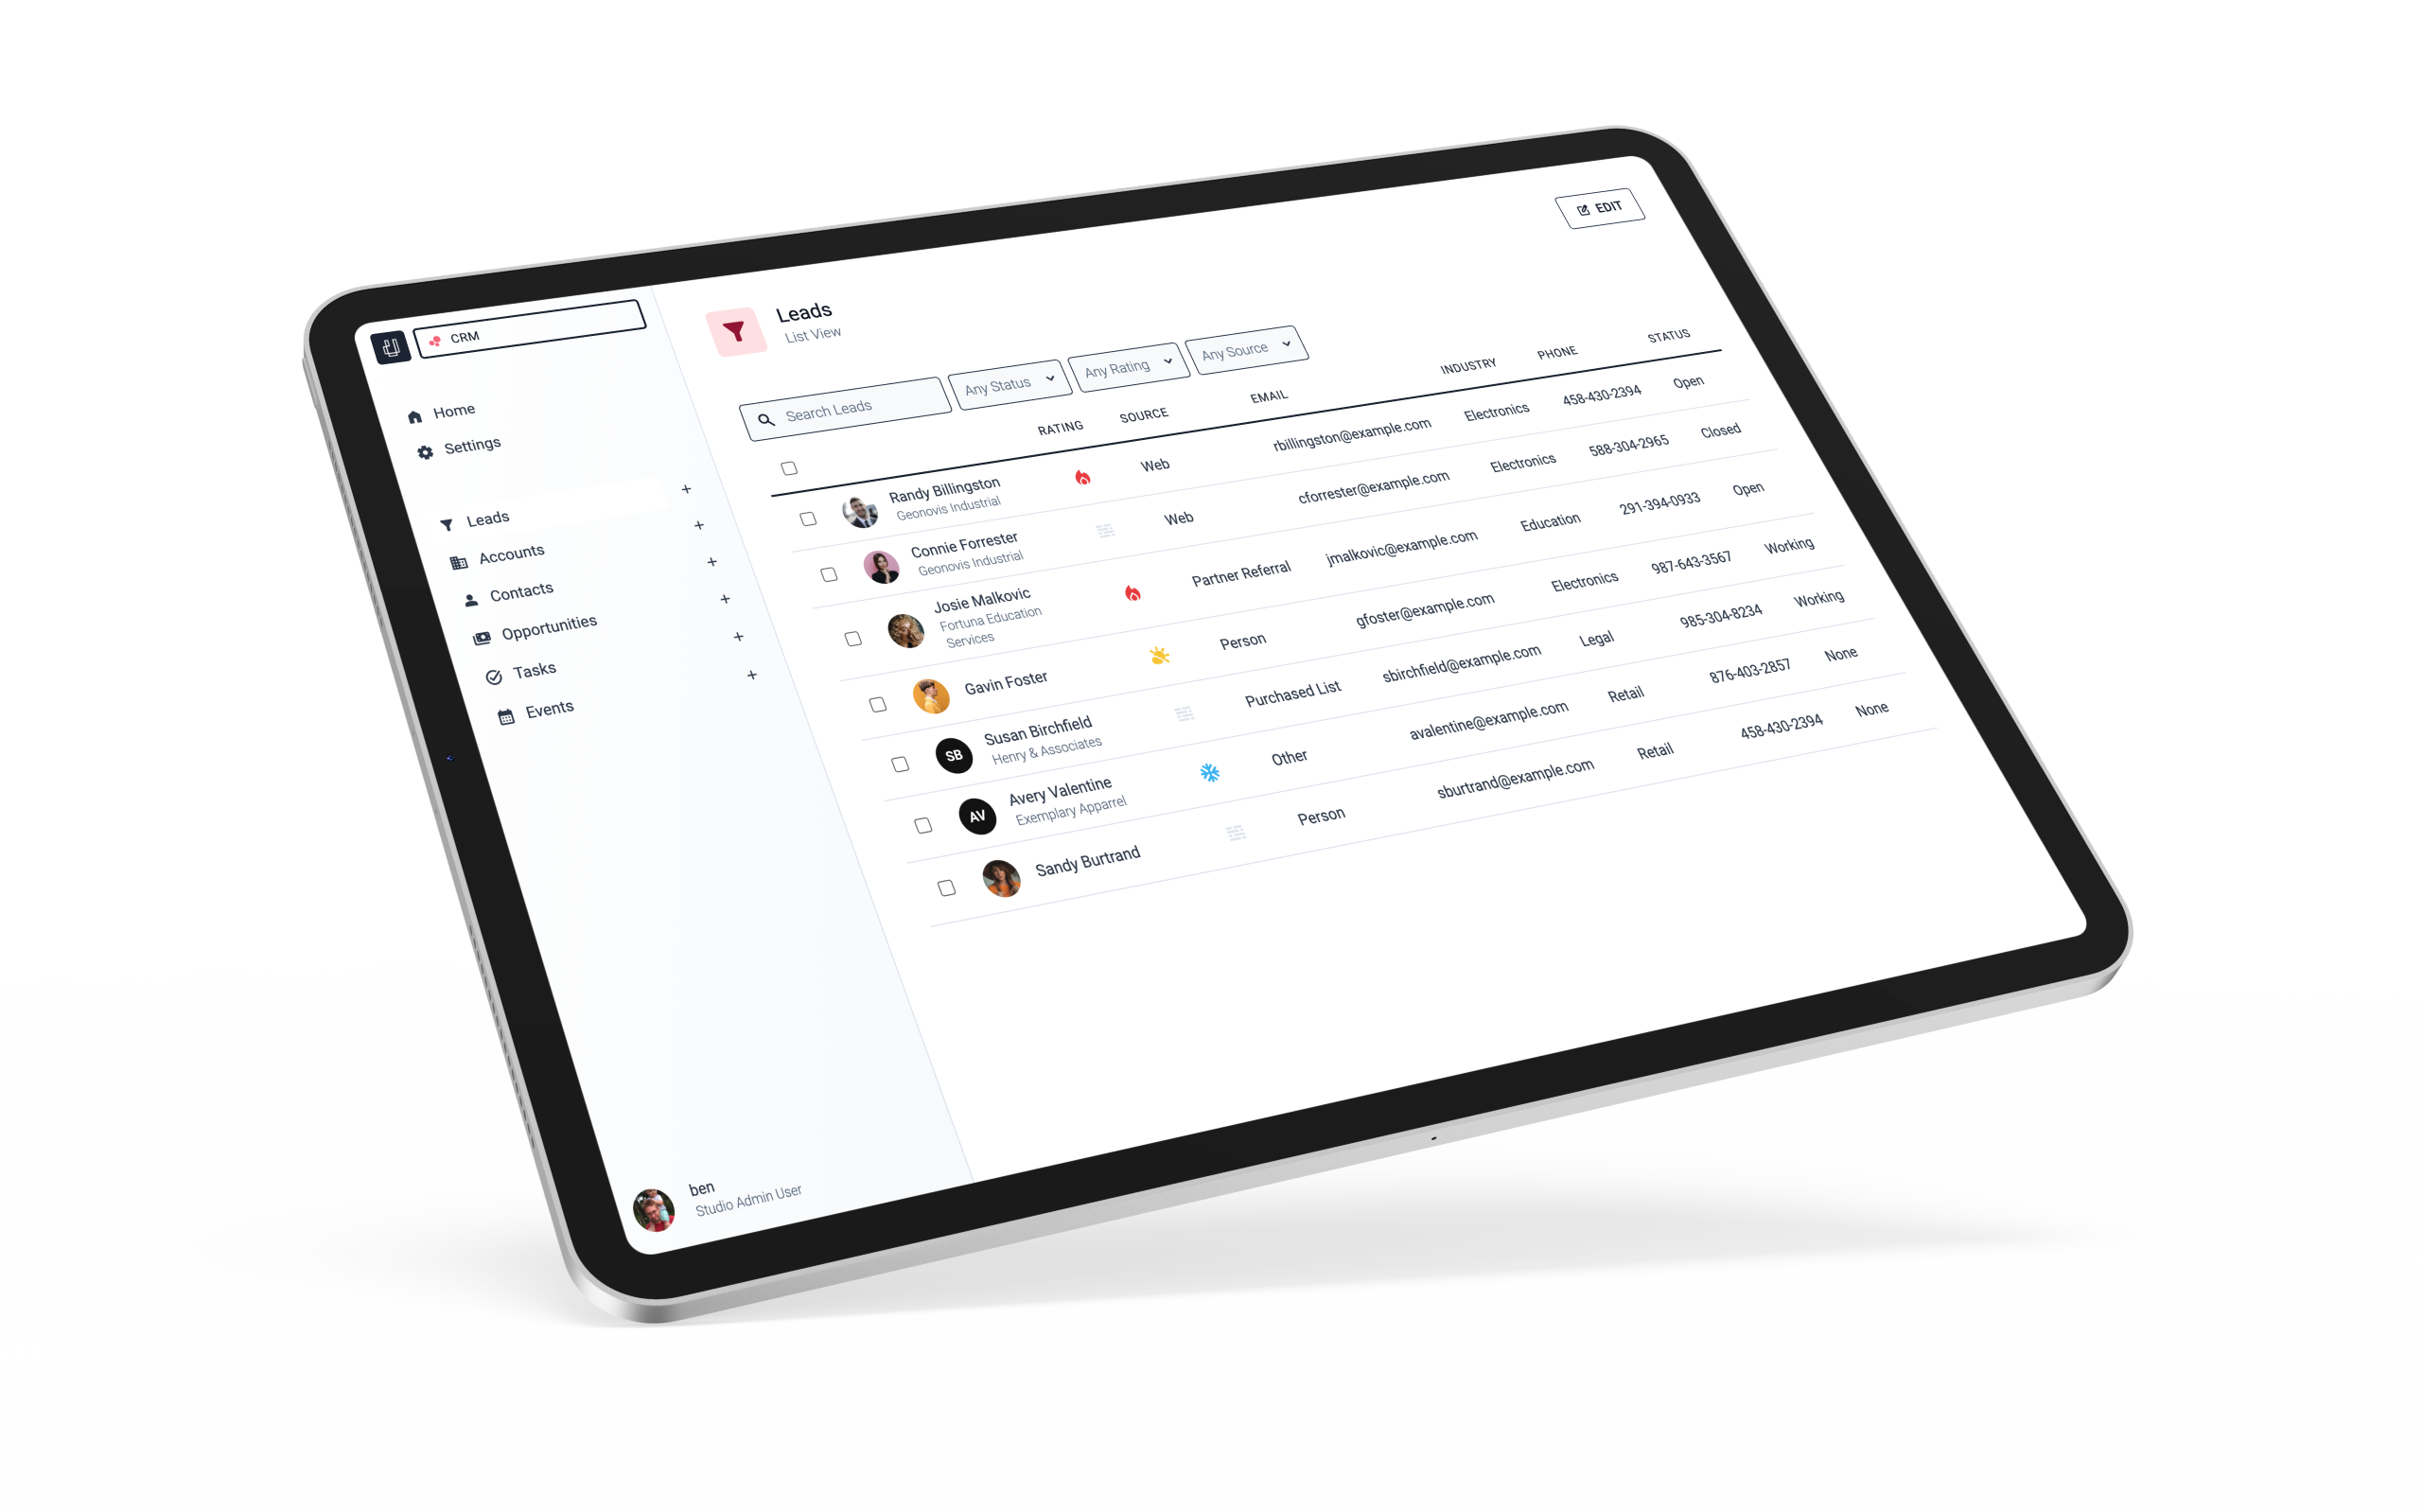 CRM
Home
Settings
Leads
Accounts
Contacts
Opportunities
Tasks
Events
ben
Studio Admin User
EDIT
Leads
List View
Search Leads
Any Status
Any Rating
Any Source
RATING SOURCE EMAIL INDUSTRY PHONE STATUS
Randy Billingston Web rbillingston@example.com Electronics 458-430-2394 Open
Geonovis Industrial
Connie Forrester Web cforrester@example.com Electronics 588-304-2965 Closed
Geonovis Industrial
Josie Malkovic Partner Referral jmalkovic@example.com Education 291-394-0933 Open
Fortuna Education
Services
Gavin Foster Person gfoster@example.com Electronics 987-643-3567 Working
SB Susan Birchfield Purchased List sbirchfield@example.com Legal 985-304-8234 Working
Henry & Associates
AV Avery Valentine Other avalentine@example.com Retail 876-403-2857 None
Exemplary Apparrel
Sandy Burtrand Person sburtrand@example.com Retail 458-430-2394 None